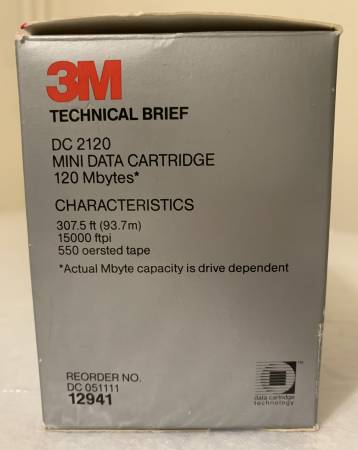 3M
TECHNICAL BRIEF
DC 2120
MINI DATA CARTRIDGE
120 Mbytes*
CHARACTERISTICS
307.5 ft (93.7m)
15000 ftpi
550 oersted tape
*Actual Mbyte capacity is drive dependent
REORDER NO.
DC 051111
12941
TM
data cartridge
technology